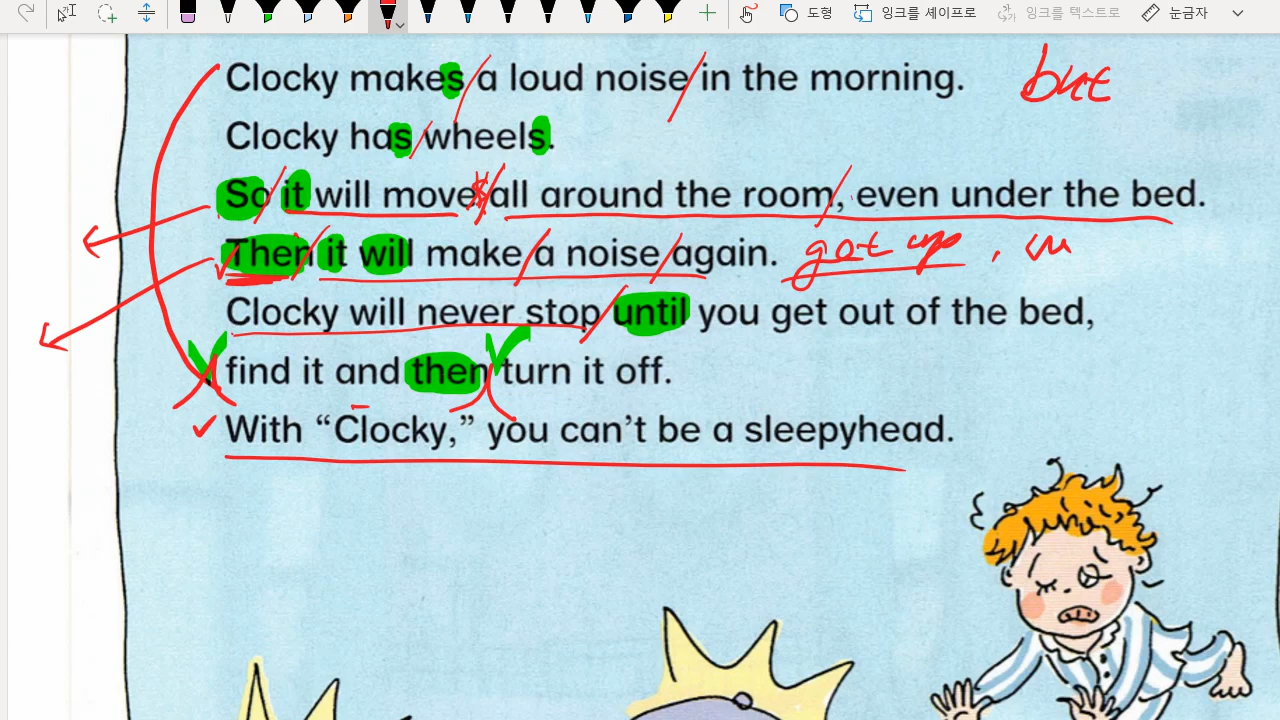 도형 잉크를 셰이프로 잉크를 텍스트로 눈금자
Clocky makes a loud noise in the morning. but
Clocky has wheels.
So it will move all around the room, even under the bed.
Then it will make a noise again. get up,
Clocky will never stop until you get out of the bed,
find it and then turn it off.
With “Clocky,” you can’t be a sleepyhead.